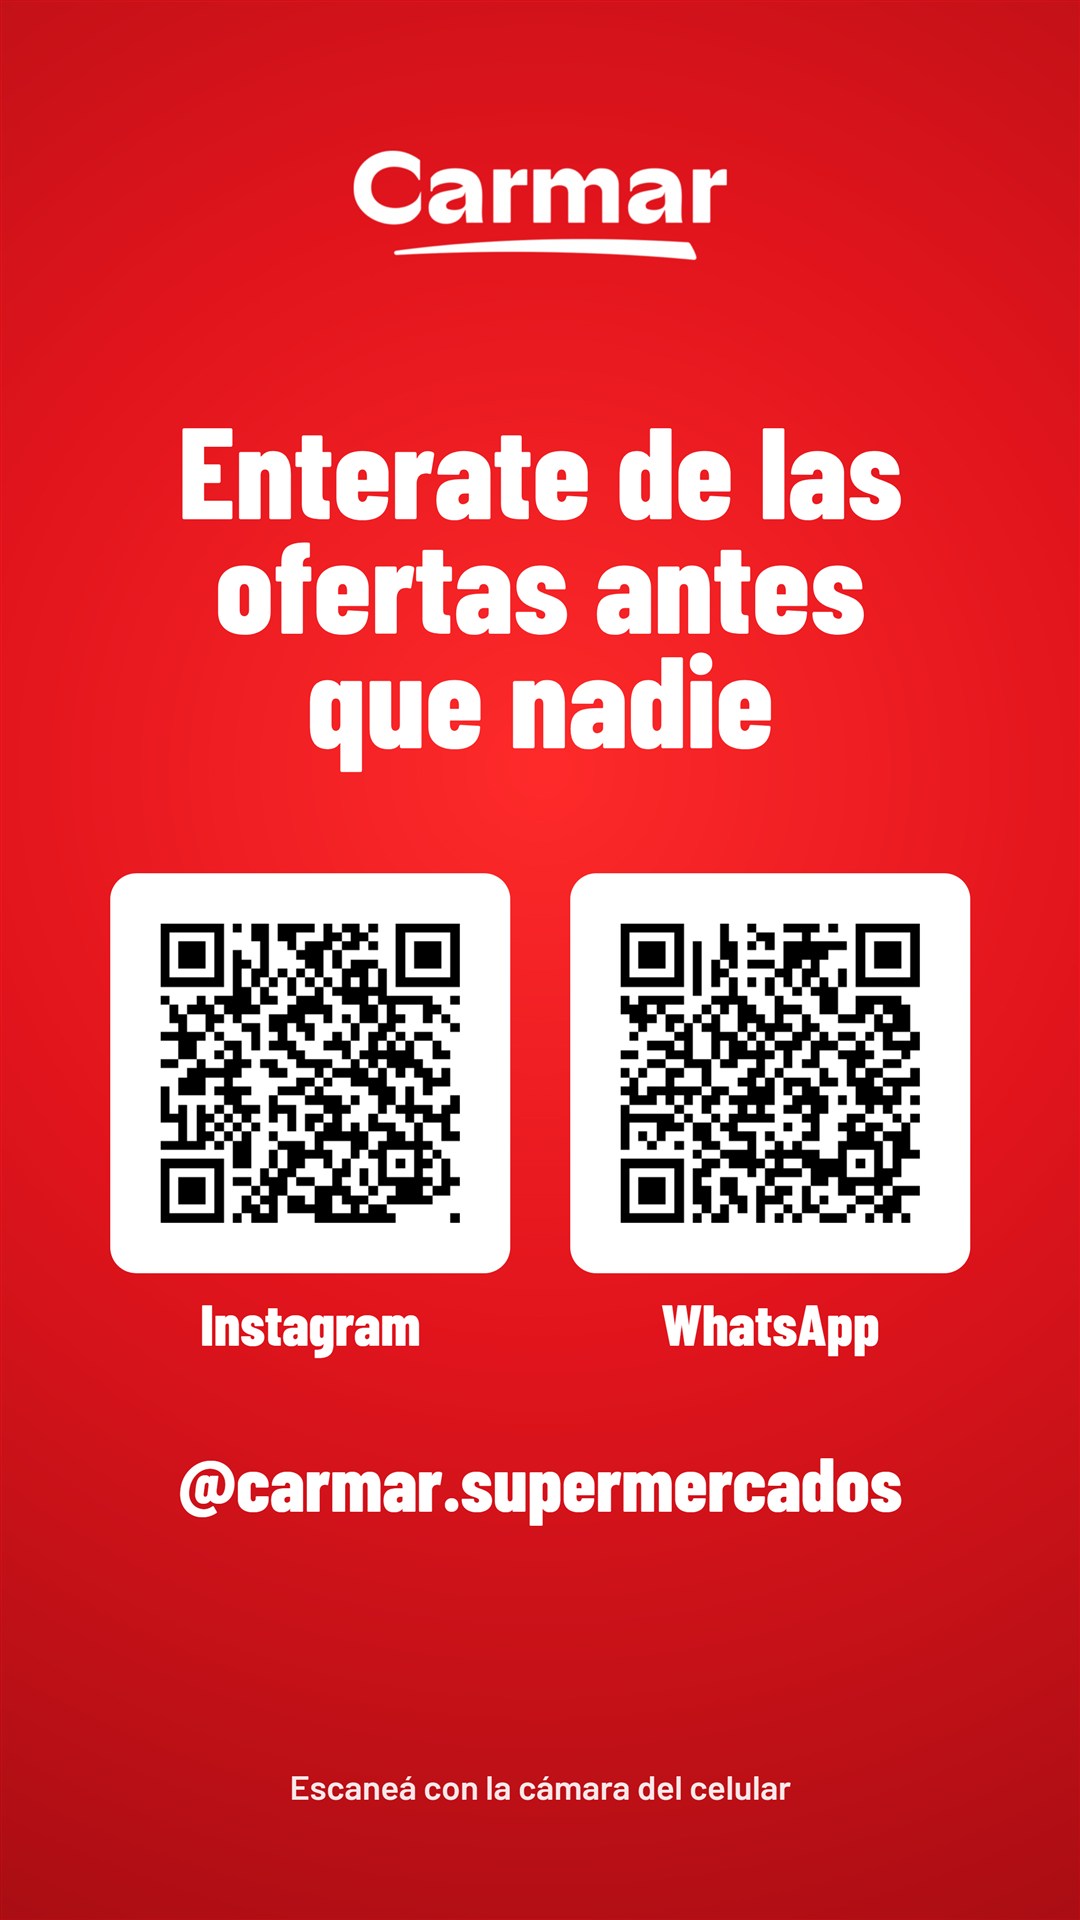 Carmar
Enterate de las
ofertas antes
que nadie
Instagram
WhatsApp
@carmar.supermercados
Escaneá con la cámara del celular